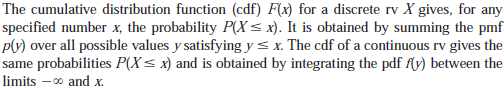 The cumulative distribution function (cdf) F(x) for a discrete rv X gives, for any
specified number x, the probability P(X ≤ x). It is obtained by summing the pmf
p(y) over all possible values y satisfying y ≤ x. The cdf of a continuous rv gives the
same probabilities P(X ≤ x) and is obtained by integrating the pdf f(y) between the
limits −∞ and x.